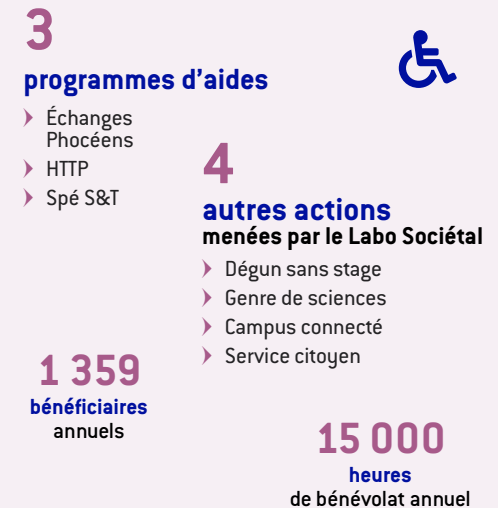 3
programmes d’aides
Échanges
Phocéens
HTTP
Spé S&T
4
autres actions
menées par le Labo Sociétal
Dégun sans stage
Genre de sciences
Campus connecté
Service citoyen
1 359
bénéficiaires
annuels
15 000
heures
de bénévolat annuel